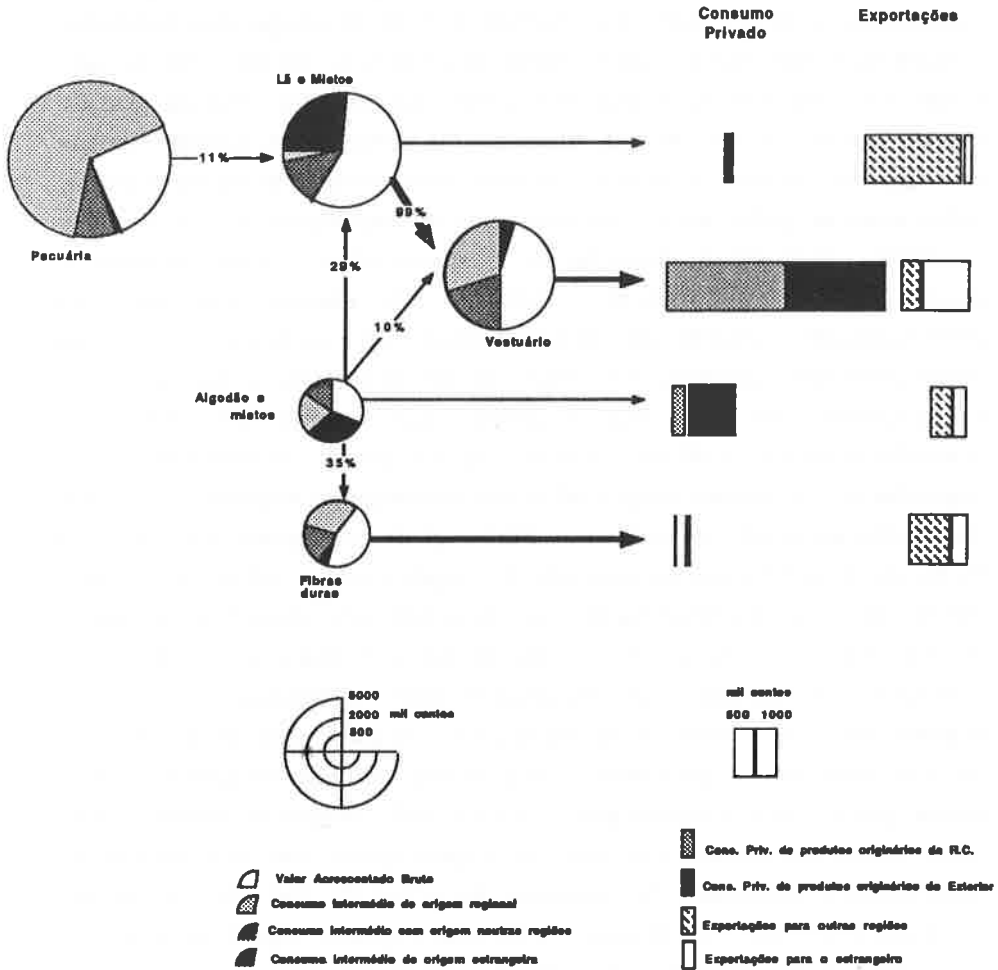 Consumo Privado
Exportações
Lã e Mistos
Pecuária
11%
99%
29%
10%
Vestuário
Algodão e mistos
35%
Fibras duras
5000
2000 mil contos
500
mil contos
500 1000
Valor Acrescentado Bruto
Consumo Intermédio de origem regional
Consumo Intermédio com origem noutras regiões
Consumo Intermédio de origem estrangeira
Cons. Priv. de produtos originários da R.C.
Cons. Priv. de produtos originários do Exterior
Exportações para outras regiões
Exportações para o estrangeiro